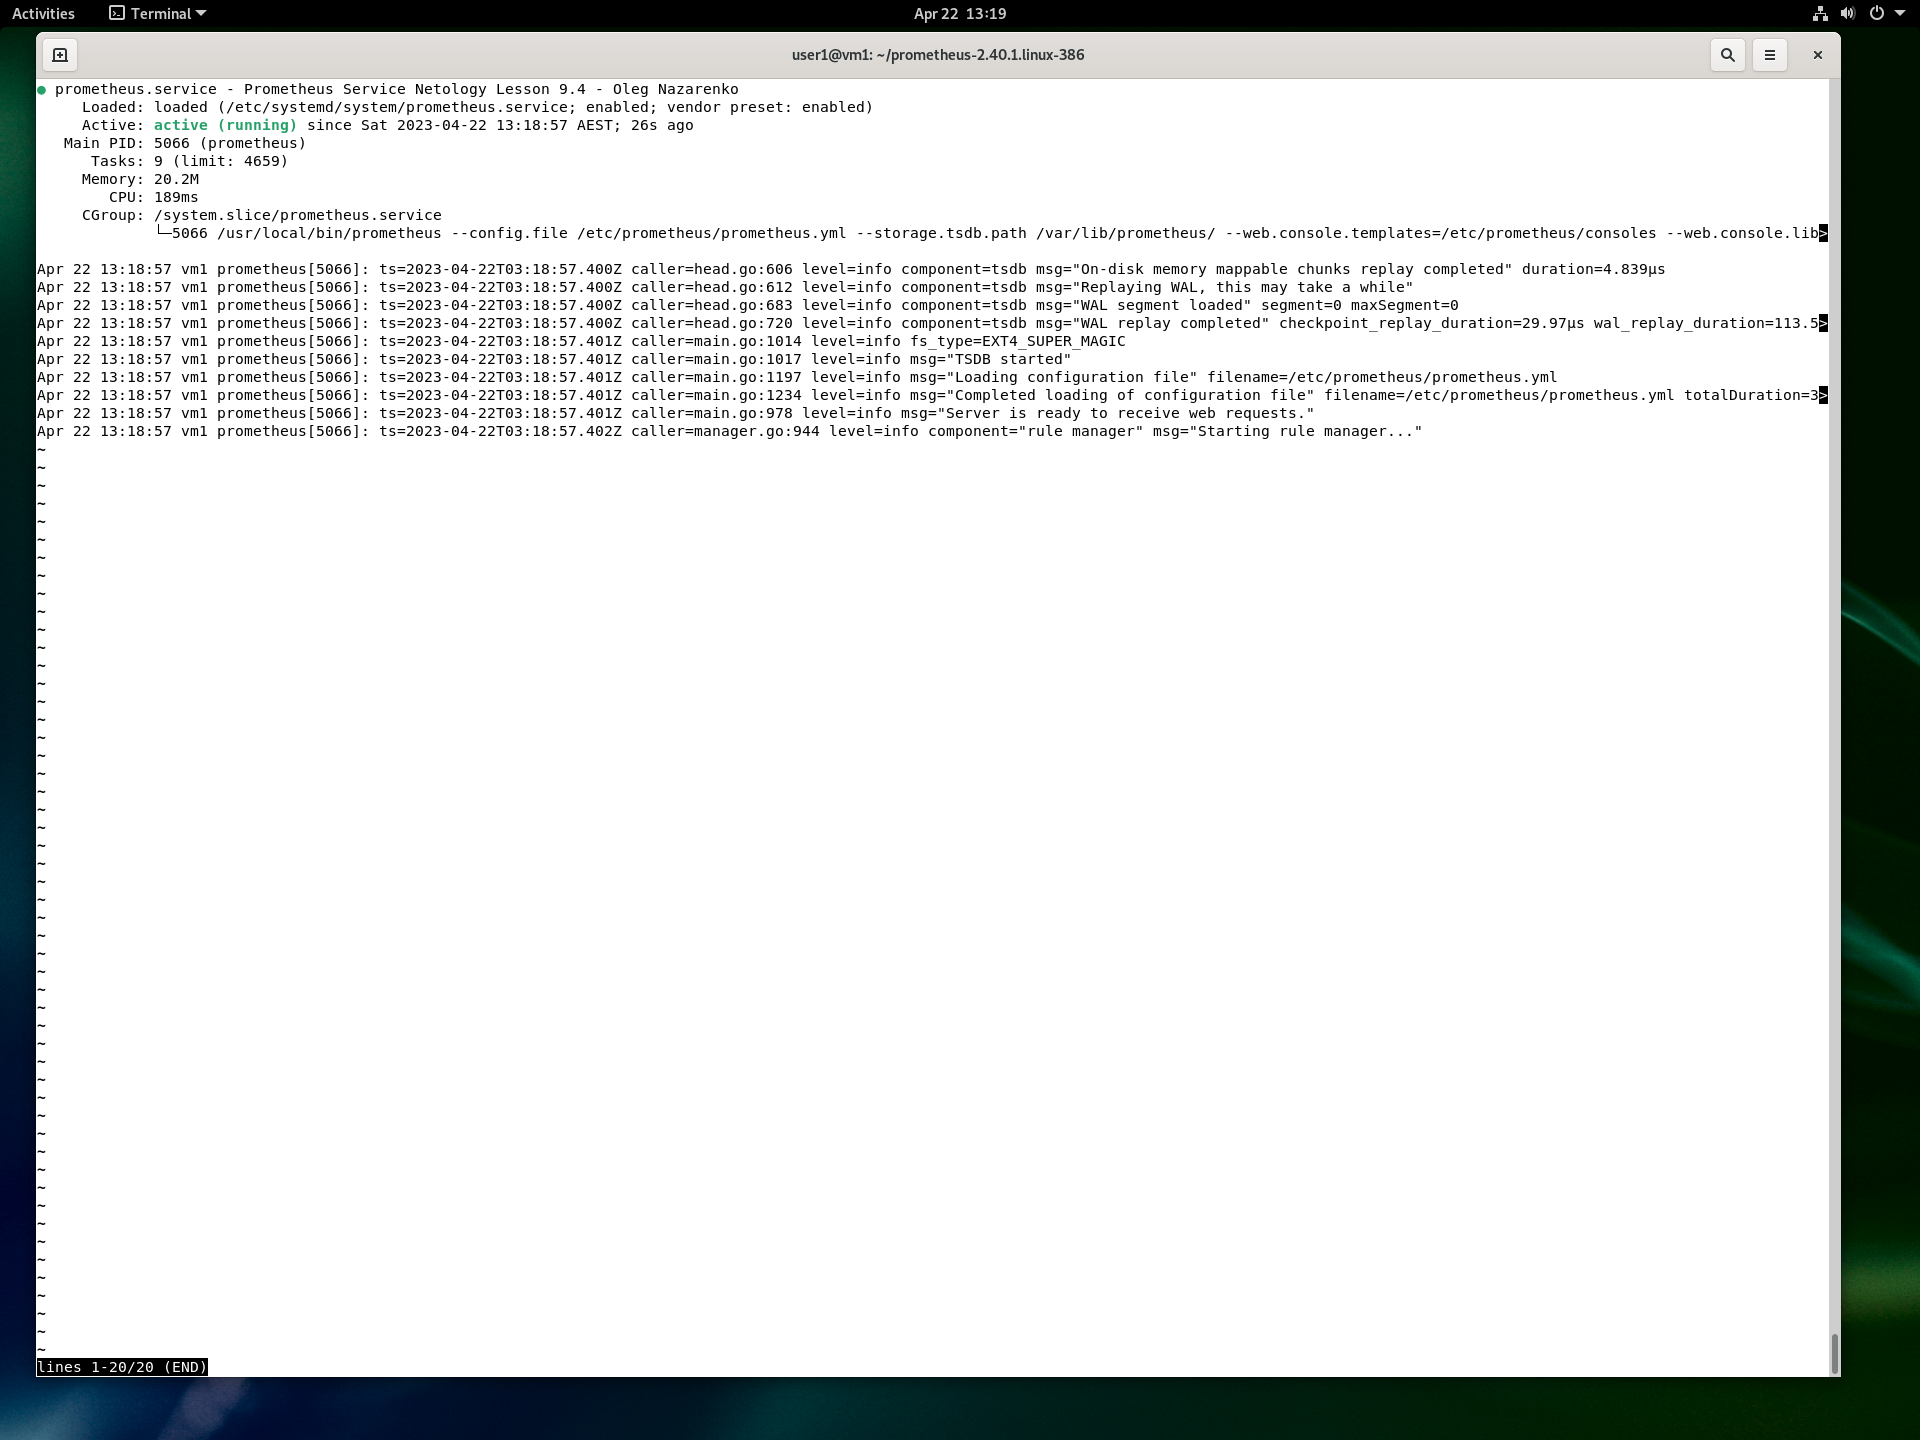 Activities Terminal Apr 22 13:19
user1@vm1: ~/prometheus-2.40.1.linux-386
● prometheus.service - Prometheus Service Netology Lesson 9.4 - Oleg Nazarenko
     Loaded: loaded (/etc/systemd/system/prometheus.service; enabled; vendor preset: enabled)
     Active: active (running) since Sat 2023-04-22 13:18:57 AEST; 26s ago
   Main PID: 5066 (prometheus)
      Tasks: 9 (limit: 4659)
     Memory: 20.2M
        CPU: 189ms
     CGroup: /system.slice/prometheus.service
             └─5066 /usr/local/bin/prometheus --config.file /etc/prometheus/prometheus.yml --storage.tsdb.path /var/lib/prometheus/ --web.console.templates=/etc/prometheus/consoles --web.console.lib>
Apr 22 13:18:57 vm1 prometheus[5066]: ts=2023-04-22T03:18:57.400Z caller=head.go:606 level=info component=tsdb msg="On-disk memory mappable chunks replay completed" duration=4.839µs
Apr 22 13:18:57 vm1 prometheus[5066]: ts=2023-04-22T03:18:57.400Z caller=head.go:612 level=info component=tsdb msg="Replaying WAL, this may take a while"
Apr 22 13:18:57 vm1 prometheus[5066]: ts=2023-04-22T03:18:57.400Z caller=head.go:683 level=info component=tsdb msg="WAL segment loaded" segment=0 maxSegment=0
Apr 22 13:18:57 vm1 prometheus[5066]: ts=2023-04-22T03:18:57.400Z caller=head.go:720 level=info component=tsdb msg="WAL replay completed" checkpoint_replay_duration=29.97µs wal_replay_duration=113.5>
Apr 22 13:18:57 vm1 prometheus[5066]: ts=2023-04-22T03:18:57.401Z caller=main.go:1014 level=info fs_type=EXT4_SUPER_MAGIC
Apr 22 13:18:57 vm1 prometheus[5066]: ts=2023-04-22T03:18:57.401Z caller=main.go:1017 level=info msg="TSDB started"
Apr 22 13:18:57 vm1 prometheus[5066]: ts=2023-04-22T03:18:57.401Z caller=main.go:1197 level=info msg="Loading configuration file" filename=/etc/prometheus/prometheus.yml
Apr 22 13:18:57 vm1 prometheus[5066]: ts=2023-04-22T03:18:57.401Z caller=main.go:1234 level=info msg="Completed loading of configuration file" filename=/etc/prometheus/prometheus.yml totalDuration=3>
Apr 22 13:18:57 vm1 prometheus[5066]: ts=2023-04-22T03:18:57.401Z caller=main.go:978 level=info msg="Server is ready to receive web requests."
Apr 22 13:18:57 vm1 prometheus[5066]: ts=2023-04-22T03:18:57.402Z caller=manager.go:944 level=info component="rule manager" msg="Starting rule manager..."
lines 1-20/20 (END)